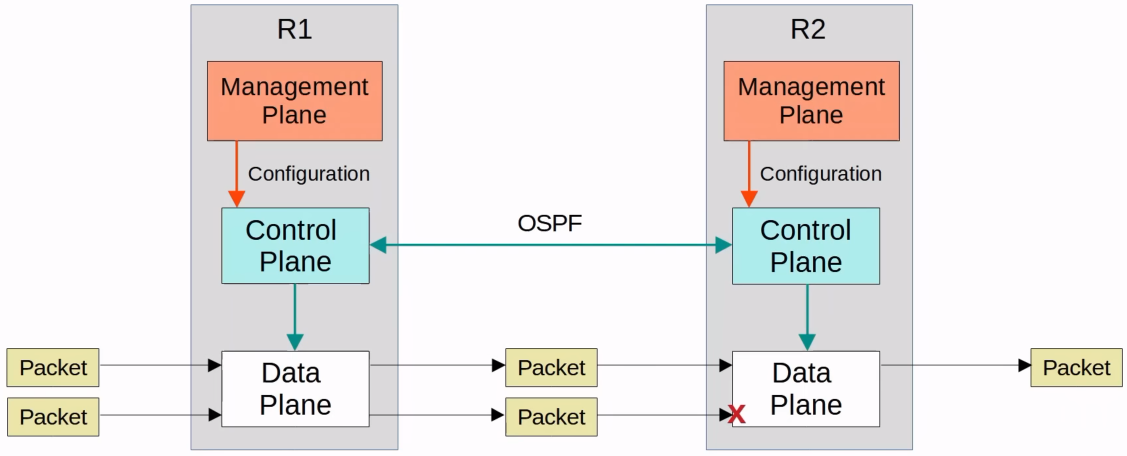 R1
R2
Management
Plane
Management
Plane
Configuration
Configuration
Control
Plane
OSPF
Control
Plane
Packet
Data
Plane
Packet
Data
Plane
Packet
Packet
Packet
X